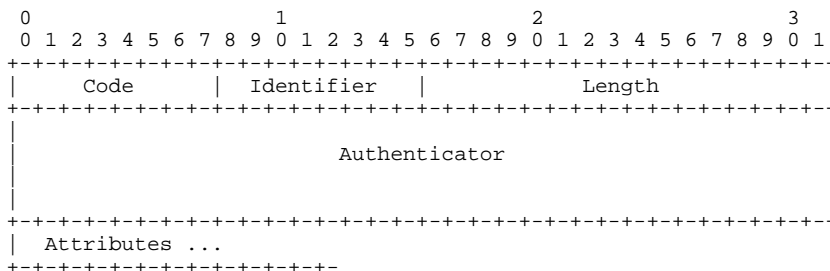 0                   1                   2                   3
0 1 2 3 4 5 6 7 8 9 0 1 2 3 4 5 6 7 8 9 0 1 2 3 4 5 6 7 8 9 0 1
+-+-+-+-+-+-+-+-+-+-+-+-+-+-+-+-+-+-+-+-+-+-+-+-+-+-+-+-+-+-+-+-
|     Code      |  Identifier   |            Length
+-+-+-+-+-+-+-+-+-+-+-+-+-+-+-+-+-+-+-+-+-+-+-+-+-+-+-+-+-+-+-+-
|
|                         Authenticator
|
|
+-+-+-+-+-+-+-+-+-+-+-+-+-+-+-+-+-+-+-+-+-+-+-+-+-+-+-+-+-+-+-+-
|  Attributes ...
+-+-+-+-+-+-+-+-+-+-+-+-+-